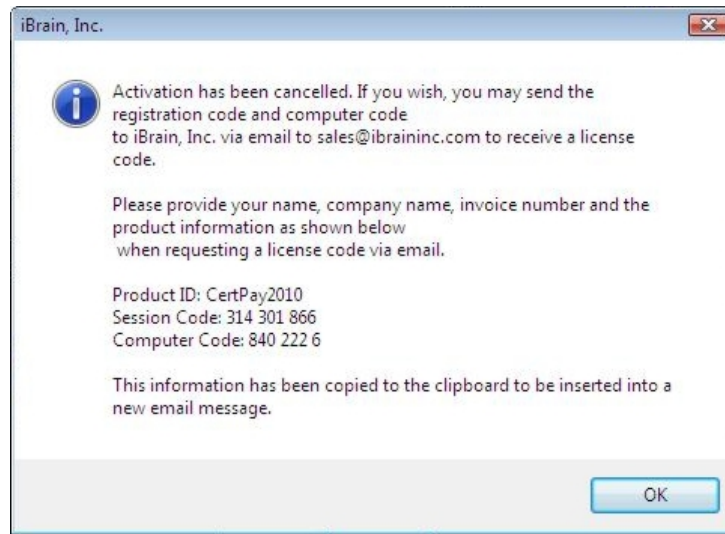 iBrain, Inc.
Activation has been cancelled. If you wish, you may send the
registration code and computer code
to iBrain, Inc. via email to sales@ibraininc.com to receive a license
code.
Please provide your name, company name, invoice number and the
product information as shown below
when requesting a license code via email.
Product ID: CertPay2010
Session Code: 314 301 866
Computer Code: 840 222 6
This information has been copied to the clipboard to be inserted into a
new email message.
OK